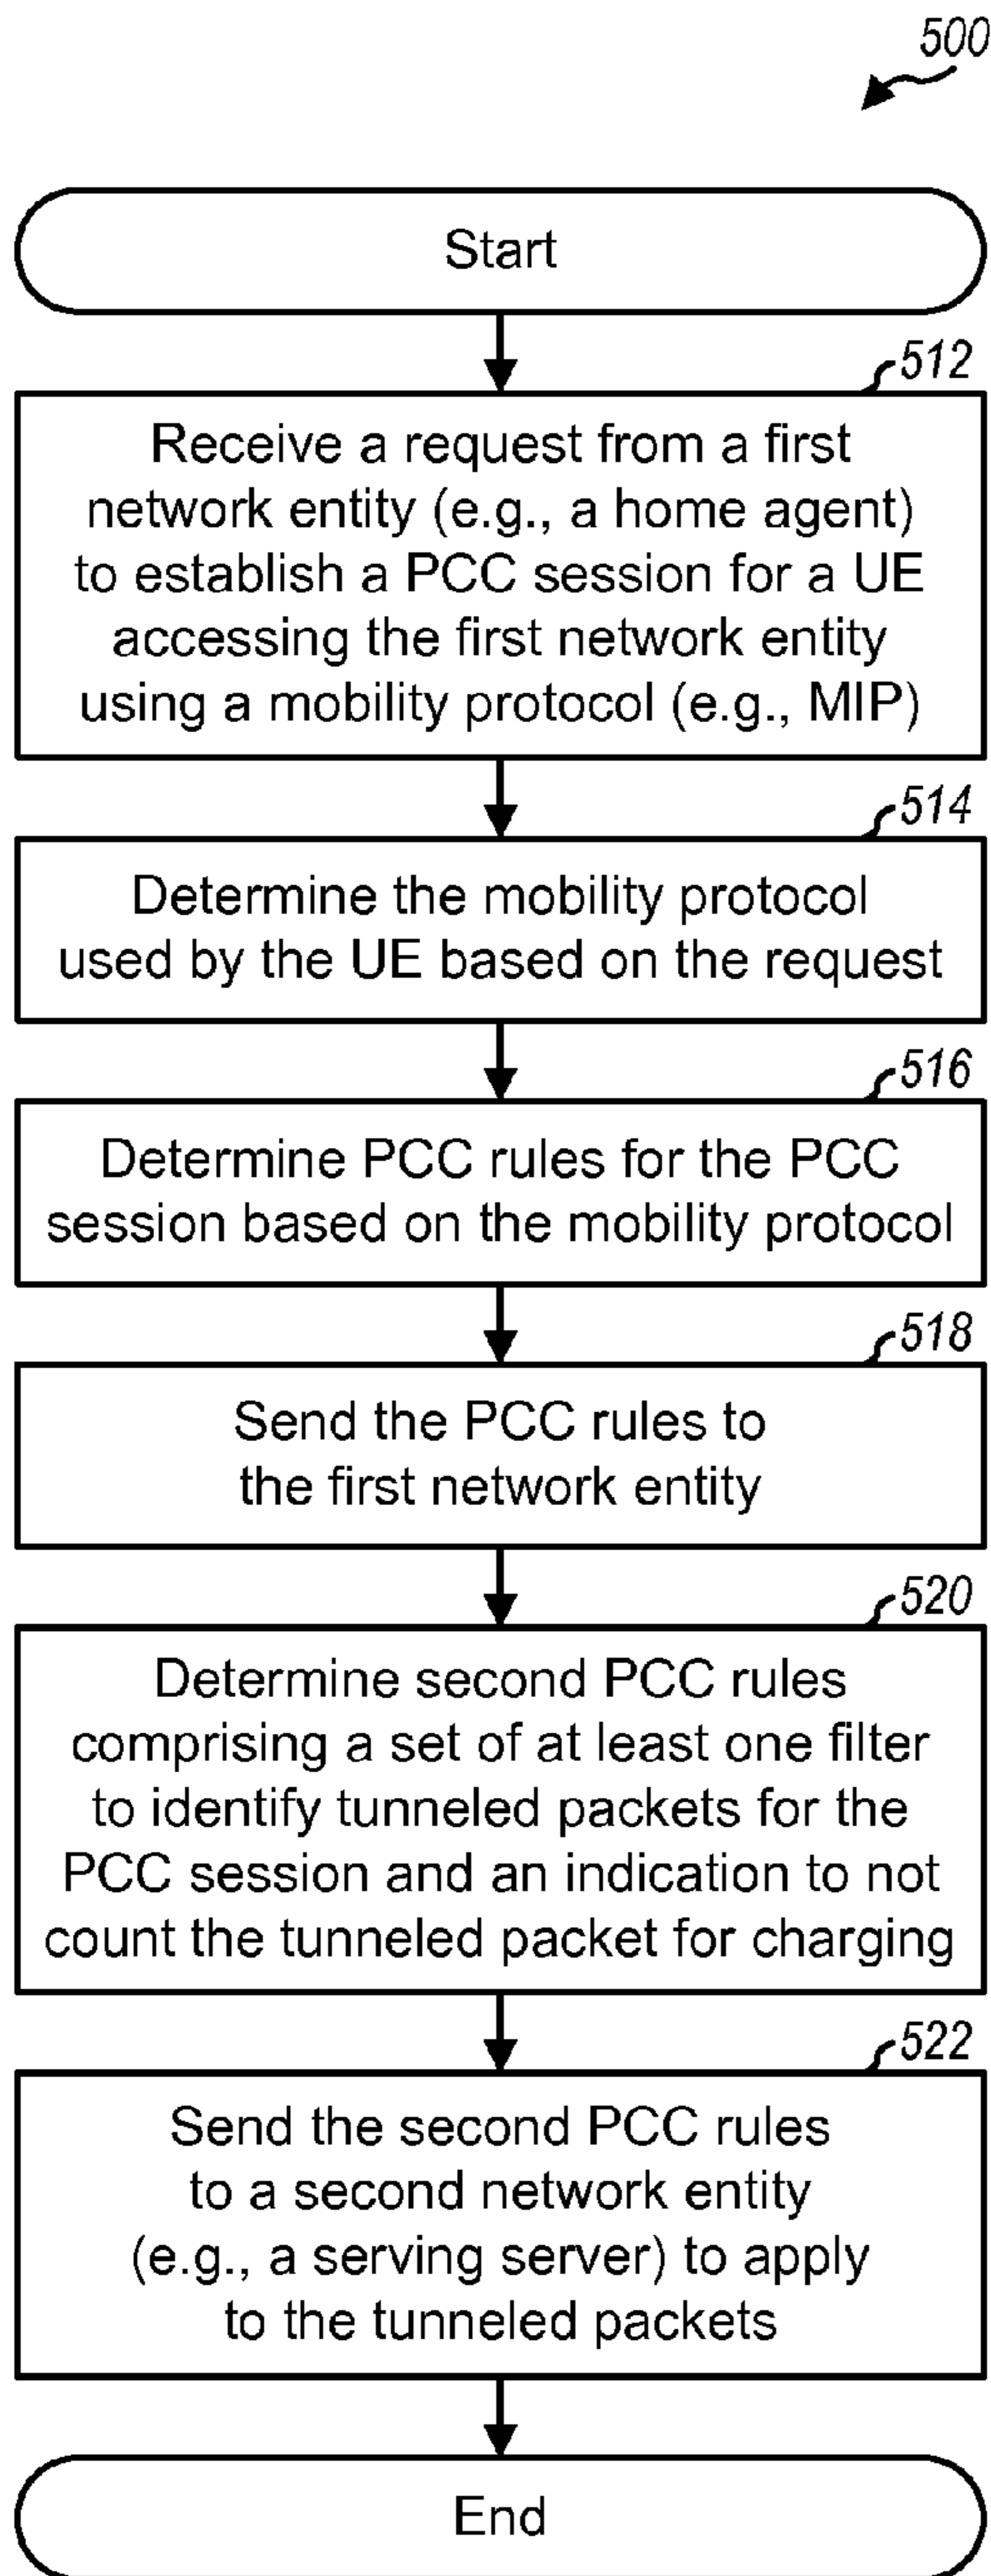 500
Start
512
Receive a request from a first
network entity (e.g., a home agent)
to establish a PCC session for a UE
accessing the first network entity
using a mobility protocol (e.g., MIP)
514
Determine the mobility protocol
used by the UE based on the request
516
Determine PCC rules for the PCC
session based on the mobility protocol
518
Send the PCC rules to
the first network entity
520
Determine second PCC rules
comprising a set of at least one filter
to identify tunneled packets for the
PCC session and an indication to not
count the tunneled packet for charging
522
Send the second PCC rules
to a second network entity
(e.g., a serving server) to apply
to the tunneled packets
End